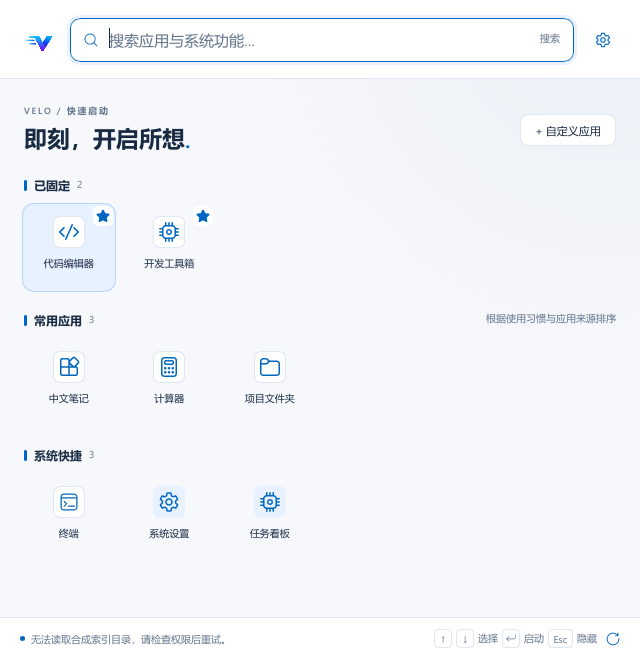 搜索应用与系统功能...
搜索
VELO / 快速启动
即刻，开启所想.
+ 自定义应用
已固定 2
代码编辑器
开发工具箱
常用应用 3
根据使用习惯与应用来源排序
中文笔记
计算器
项目文件夹
系统快捷 3
终端
系统设置
任务看板
无法读取合成索引目录，请检查权限后重试。
↑ ↓ 选择 ↵ 启动 Esc 隐藏